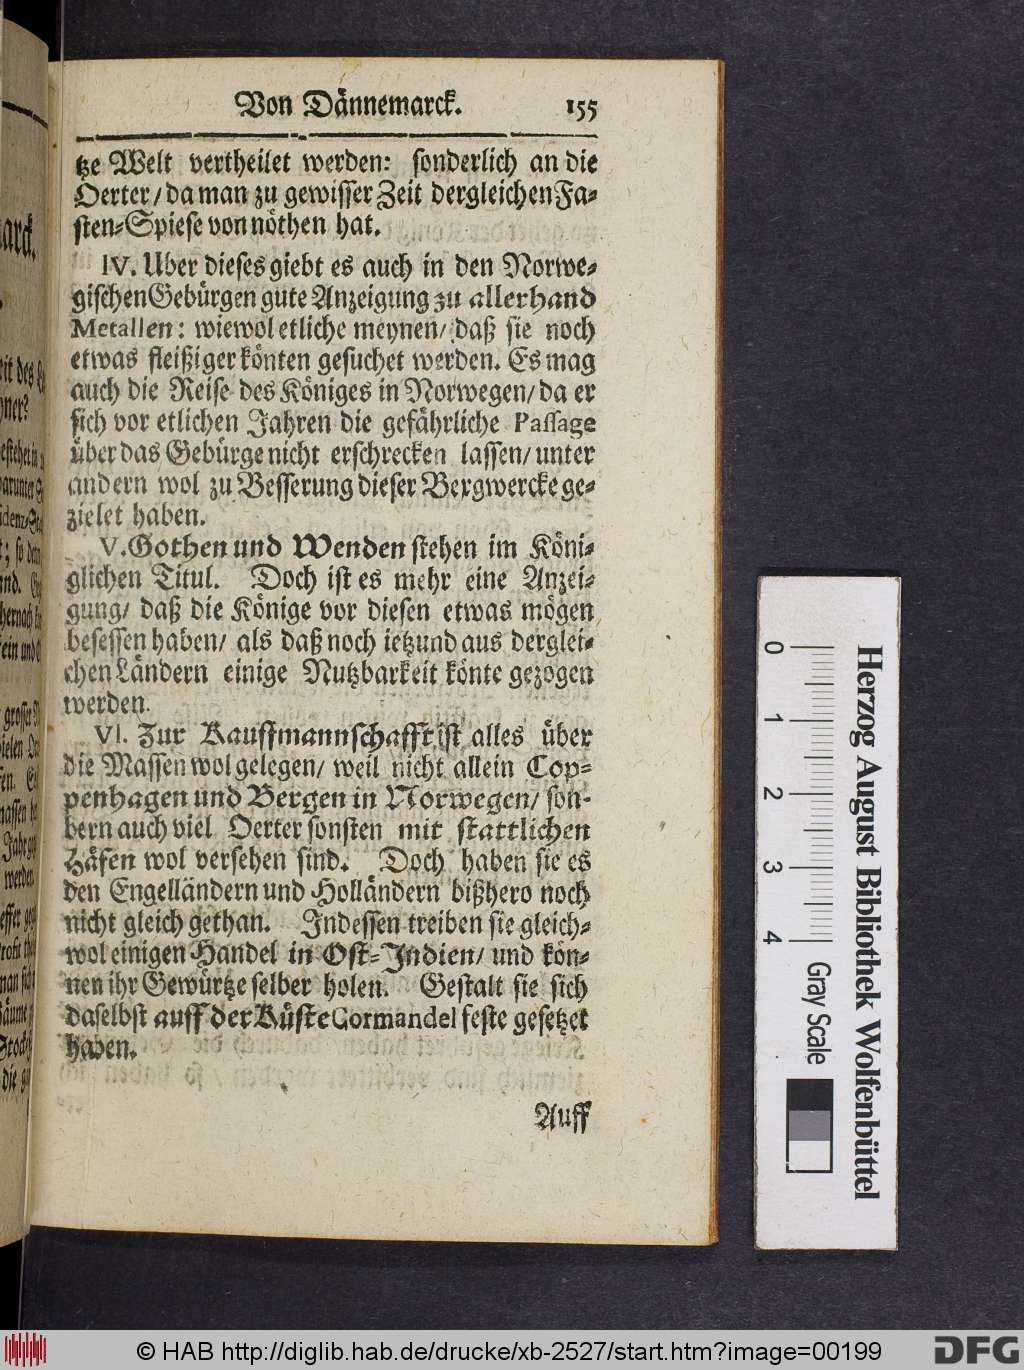 Von Dännemarck. 155
tze Welt vertheilet werden: sonderlich an die
Oerter/ da man zu gewisser Zeit dergleichen Fa-
sten-Spiese von nöthen hat.
IV. Uber dieses giebt es auch in den Norwe-
gischen Gebürgen gute Anzeigung zu allerhand
Metallen: wiewol etliche meynen/ daß sie noch
etwas fleißiger könten gesuchet werden. Es mag
auch die Reise des Königes in Norwegen/ da er
sich vor etlichen Jahren die gefährliche Passage
über das Gebürge nicht erschrecken lassen/ unter
andern wol zu Besserung dieser Bergwercke ge-
zielet haben.
V. Gothen und Wenden stehen im Köni-
glichen Titul. Doch ist es mehr eine Anzei-
gung/ daß die Könige vor diesen etwas mögen
besessen haben/ als daß noch ietzund aus derglei-
chen Ländern einige Nutzbarkeit könte gezogen
werden.
VI. Zur Kauffmannschafft ist alles über
die Massen wol gelegen/ weil nicht allein Cop-
penhagen und Bergen in Norwegen/ son-
dern auch viel Oerter sonsten mit stattlichen
Häfen wol versehen sind. Doch haben sie es
den Engelländern und Holländern bißhero noch
nicht gleich gethan. Indessen treiben sie gleich-
wol einigen Handel in Ost-Indien/ und kön-
nen ihr Gewürtze selber holen. Gestalt sie sich
daselbst auff der Küste Cormandel feste gesetzet
haben.
Auff
Herzog August Bibliothek Wolfenbüttel
0 1 2 3 4 Gray Scale
© HAB http://diglib.hab.de/drucke/xb-2527/start.htm?image=00199
DFG